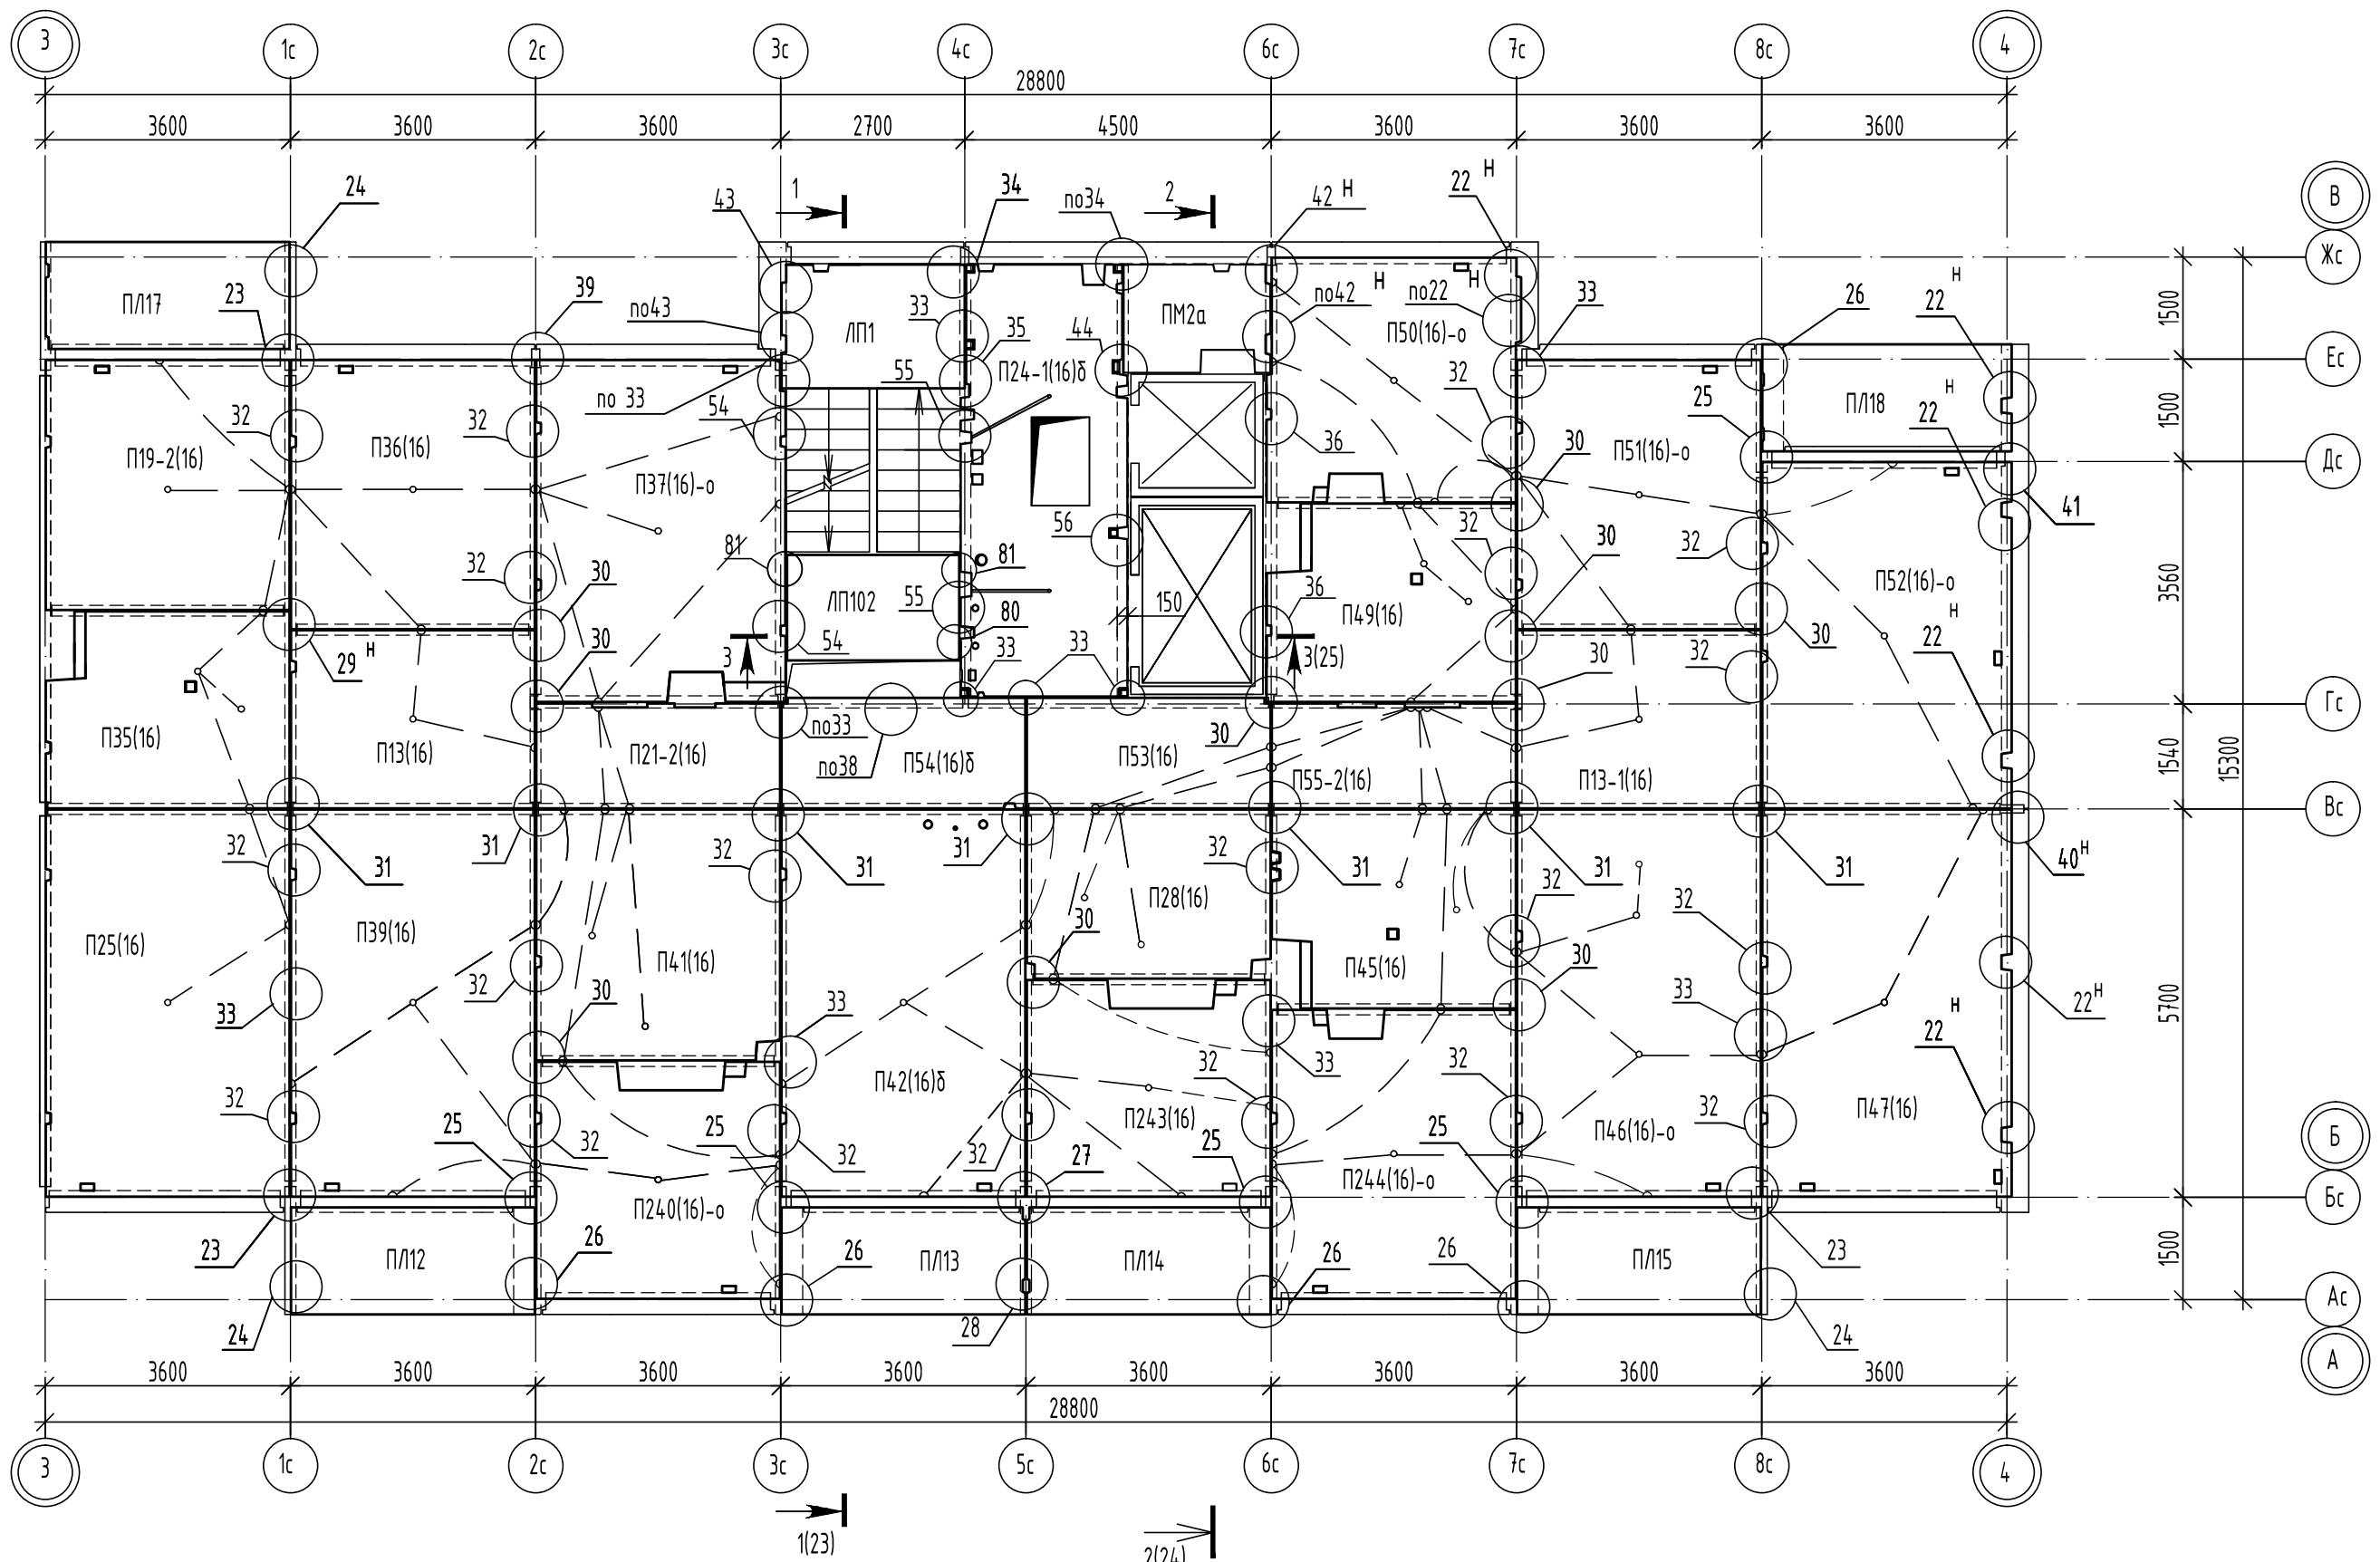 3 1с 2с 3с 4с 6с 7с 8с 4
28800
3600 3600 3600 2700 4500 3600 3600 3600
24 43 1 34 по34 2 42 Н 22 Н
В
Жс
ПЛ17 23 39 по43 ЛП1 33 35 44 ПМ2а по42 Н по22 Н П50(16)-о 33 26 22 Н
1500
Ес
32 П19-2(16) П36(16) 32 по 33 54 П37(16)-о 55 П24-1(16)б 36 32 30 П51(16)-о 25 ПЛ18 22 Н
1500
Дс
41
32 30 81 ЛП102 54 56 81 55 80 150 33 33 36 П49(16) 32 30 32 П52(16)-о
3560
29 Н 30 3 3(25) 30 32 30 22 Н
Гс
П35(16) П13(16) П21-2(16) по33 по38 П54(16)б П53(16) 30 П55-2(16) П13-1(16)
1540
15300
Вс
32 31 31 32 31 31 32 31 31 31 40 Н
П25(16) П39(16) П41(16) П28(16) 30 П45(16) 32 32 30
33 32 30 33 33 33 22 Н
5700
32 25 32 25 32 П42(16)б 32 27 П243(16) 32 25 32 25 П46(16)-о 32 П47(16) 22 Н
Б
Бс
П240(16)-о П244(16)-о
23 ПЛ12 26 26 ПЛ13 ПЛ14 26 26 ПЛ15 23
1500
Ас
24 28 24
А
3600 3600 3600 3600 3600 3600 3600 3600
28800
3 1с 2с 3с 5с 6с 7с 8с 4
1(23) 2(24)